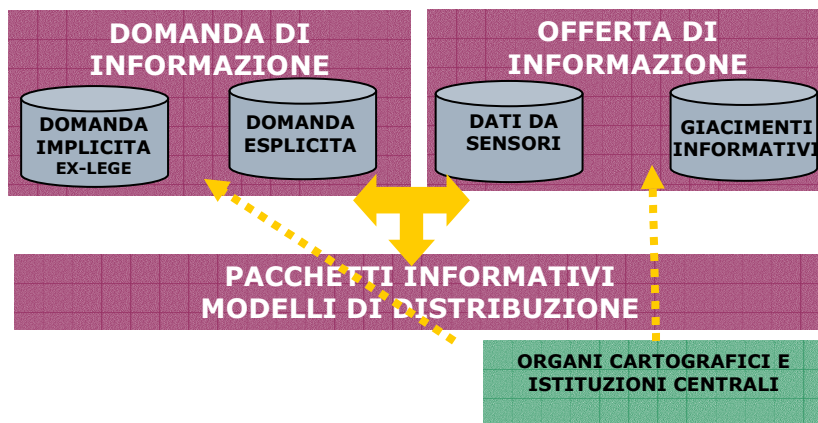 DOMANDA DI
INFORMAZIONE
DOMANDA
IMPLICITA
EX-LEGE
DOMANDA
ESPLICITA
OFFERTA DI
INFORMAZIONE
DATI DA
SENSORI
GIACIMENTI
INFORMATIVI
PACCHETTI INFORMATIVI
MODELLI DI DISTRIBUZIONE
ORGANI CARTOGRAFICI E
ISTITUZIONI CENTRALI